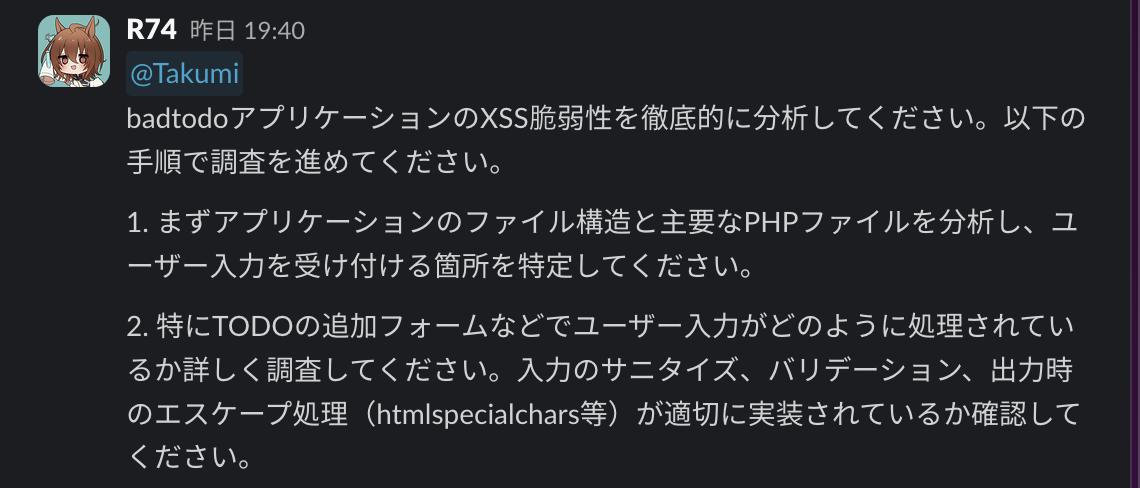 R74 昨日 19:40
@Takumi
badtodoアプリケーションのXSS脆弱性を徹底的に分析してください。以下の
手順で調査を進めてください。
1. まずアプリケーションのファイル構造と主要なPHPファイルを分析し、ユ
ーザー入力を受け付ける箇所を特定してください。
2. 特にTODOの追加フォームなどでユーザー入力がどのように処理されてい
るか詳しく調査してください。入力のサニタイズ、バリデーション、出力時
のエスケープ処理（htmlspecialchars等）が適切に実装されているか確認して
ください。